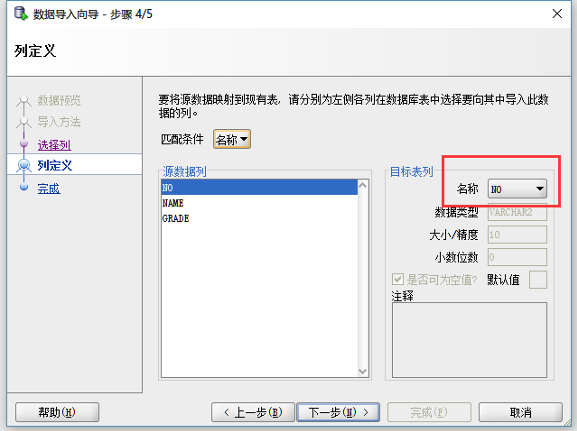 数据导入向导 - 步骤 4/5
列定义
数据预览
导入方法
选择列
列定义
完成
要将源数据映射到现有表, 请分别为左侧各列在数据库表中选择要向其中导入此数
据的列。
匹配条件 名称
源数据列
NO
NAME
GRADE
目标表列
名称 NO
数据类型 VARCHAR2
大小/精度 10
小数位数 0
是否可为空值? 默认值
注释
帮助(H) < 上一步(B) 下一步(N) > 完成(F) 取消